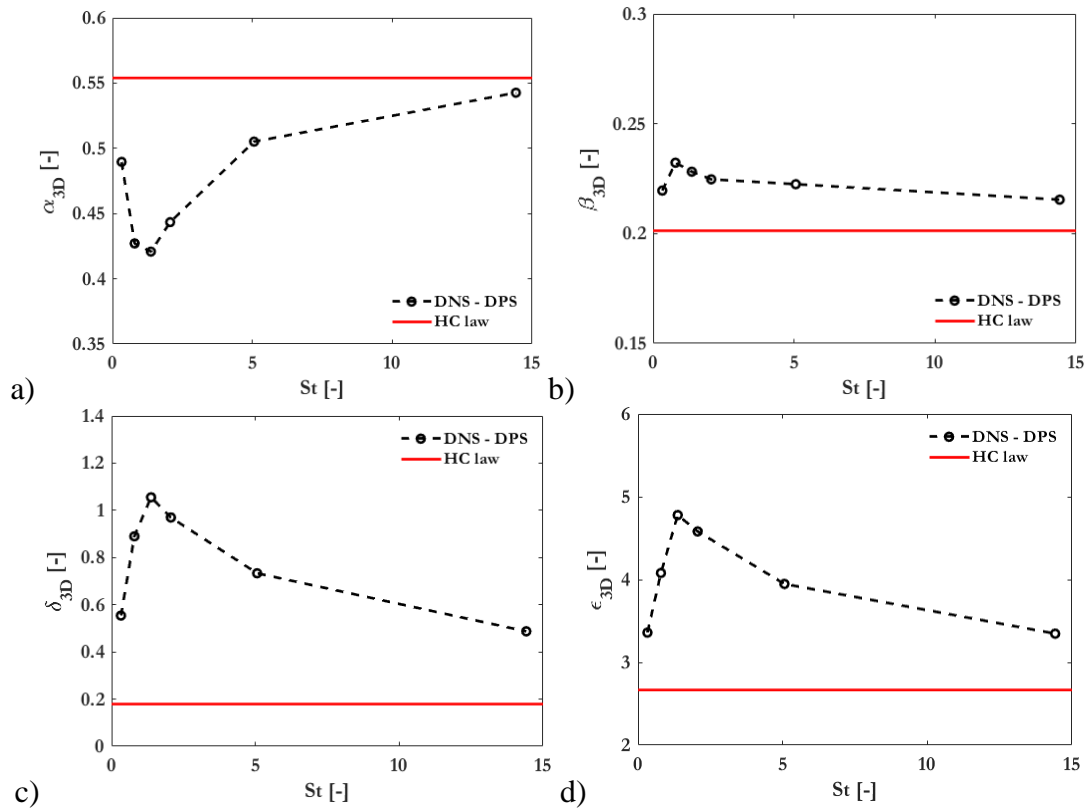 0.6
0.55
0.5
0.45
0.4
0.35
α3D [-]
0 5 10 15
St [-]
DNS - DPS
HC law
a)
0.3
0.25
0.2
0.15
β3D [-]
0 5 10 15
St [-]
DNS - DPS
HC law
b)
1.4
1.2
1
0.8
0.6
0.4
0.2
0
δ3D [-]
0 5 10 15
St [-]
DNS - DPS
HC law
c)
6
5
4
3
2
ϵ3D [-]
0 5 10 15
St [-]
DNS - DPS
HC law
d)